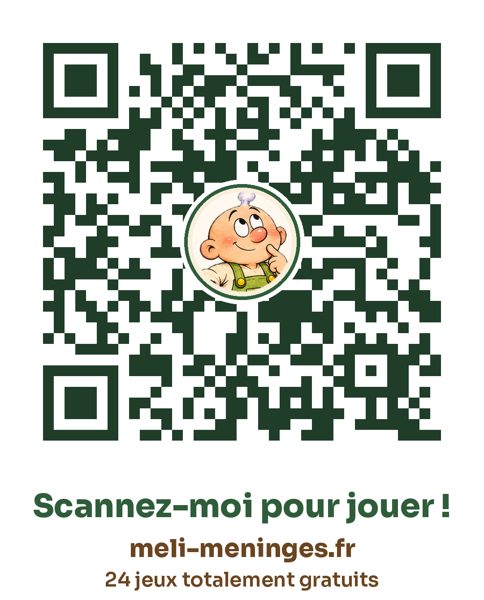 Scannez-moi pour jouer !
meli-meninges.fr
24 jeux totalement gratuits